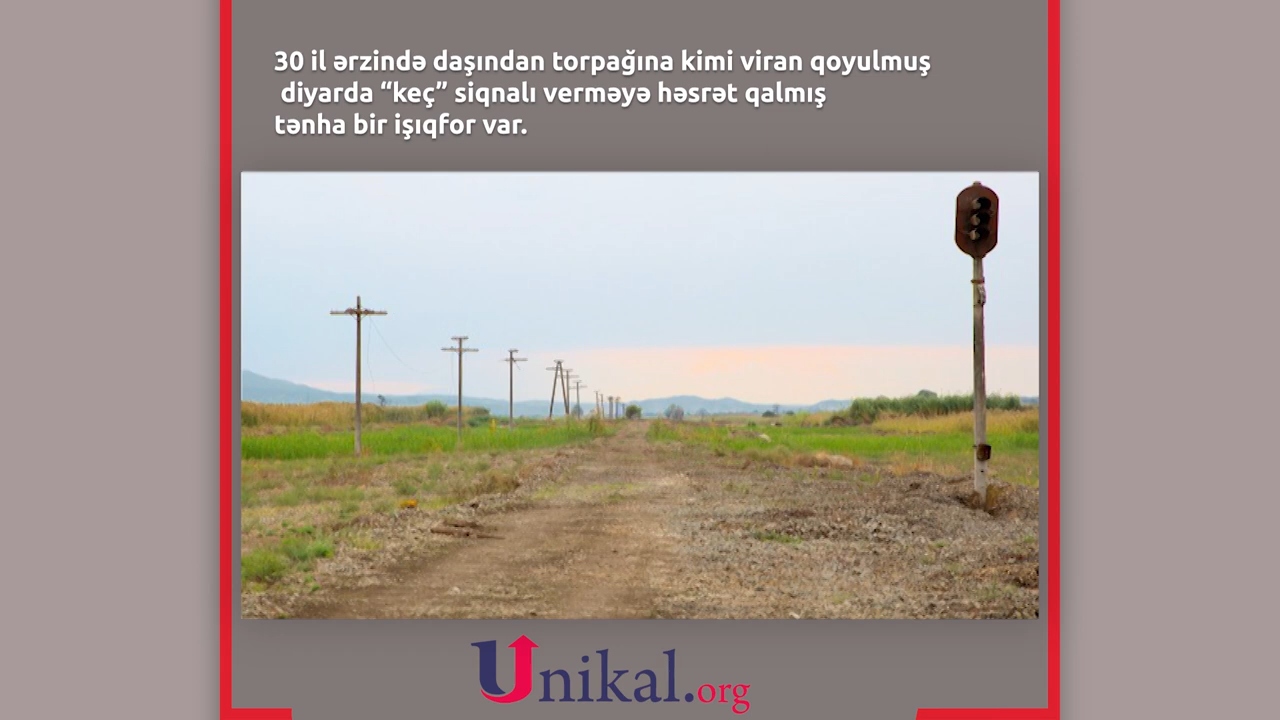 30 il ərzində daşından torpağına kimi viran qoyulmuş
diyarda “keç” siqnalı verməyə həsrət qalmış
tənha bir işıqfor var.
Unikal.org